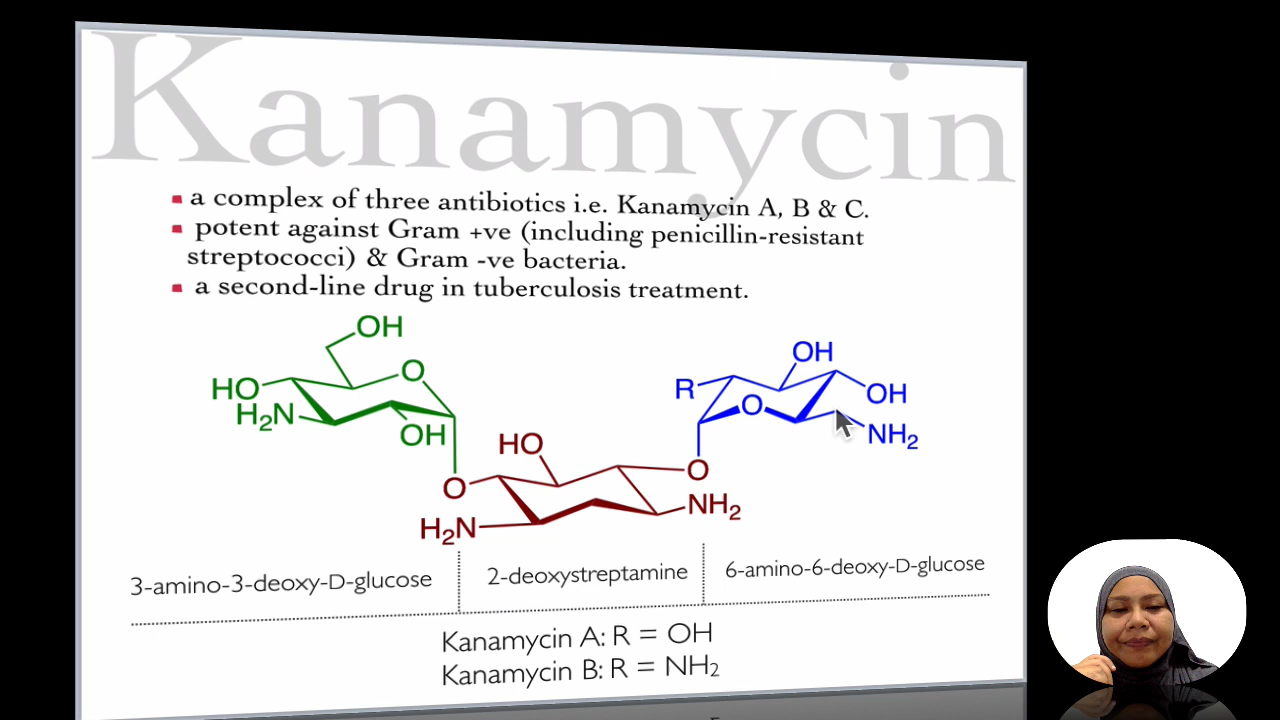 Kanamycin
▪ a complex of three antibiotics i.e. Kanamycin A, B & C.
▪ potent against Gram +ve (including penicillin-resistant
streptococci) & Gram -ve bacteria.
▪ a second-line drug in tuberculosis treatment.
OH
O
HO
H₂N
OH
OH
R
O
OH
NH₂
HO
O
O
H₂N
NH₂
3-amino-3-deoxy-D-glucose
2-deoxystreptamine
6-amino-6-deoxy-D-glucose
Kanamycin A: R = OH
Kanamycin B: R = NH₂